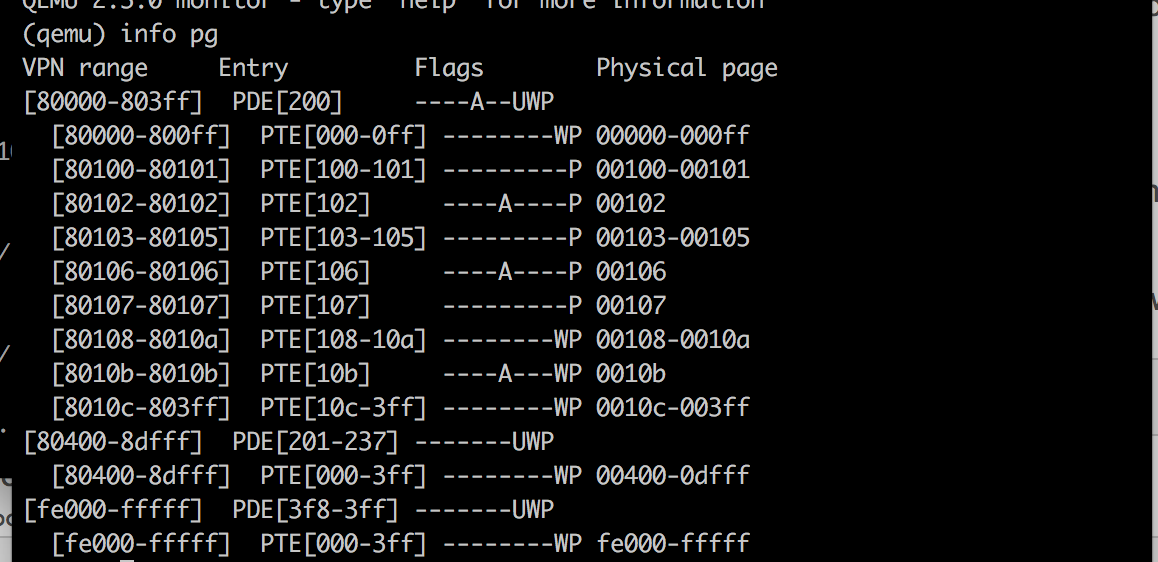 QEMU 2.3.0 monitor - type 'help' for more information
(qemu) info pg
VPN range     Entry         Flags        Physical page
[80000-803ff]  PDE[200]     ----A--UWP
  [80000-800ff]  PTE[000-0ff] --------WP 00000-000ff
  [80100-80101]  PTE[100-101] ---------P 00100-00101
  [80102-80102]  PTE[102]     ----A----P 00102
  [80103-80105]  PTE[103-105] ---------P 00103-00105
  [80106-80106]  PTE[106]     ----A----P 00106
  [80107-80107]  PTE[107]     ---------P 00107
  [80108-8010a]  PTE[108-10a] --------WP 00108-0010a
  [8010b-8010b]  PTE[10b]     ----A---WP 0010b
  [8010c-803ff]  PTE[10c-3ff] --------WP 0010c-003ff
[80400-8dfff]  PDE[201-237] -------UWP
  [80400-8dfff]  PTE[000-3ff] --------WP 00400-0dfff
[fe000-fffff]  PDE[3f8-3ff] -------UWP
  [fe000-fffff]  PTE[000-3ff] --------WP fe000-fffff